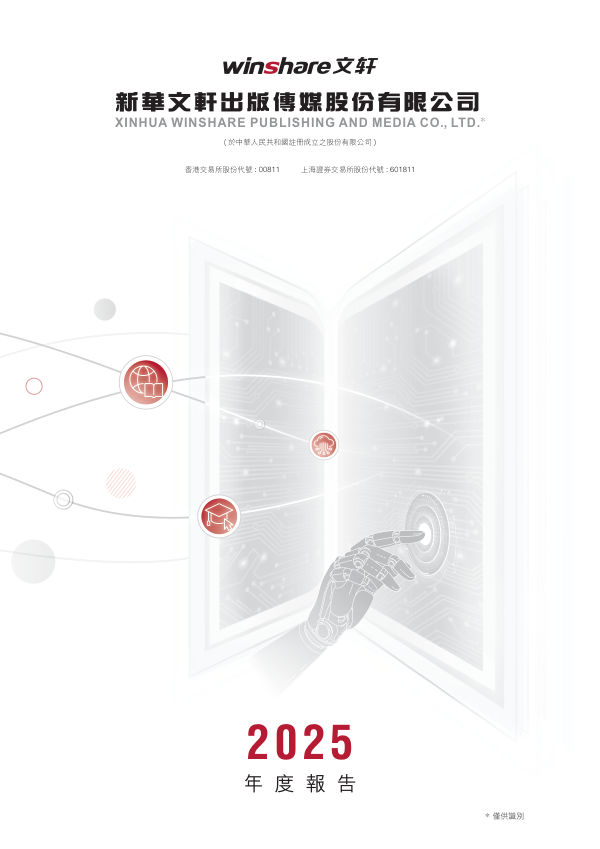 winshare文轩
新華文軒出版傳媒股份有限公司
XINHUA WINSHARE PUBLISHING AND MEDIA CO., LTD.*
(於中華人民共和國註冊成立之股份有限公司)
香港交易所股份代號：00811 上海證券交易所股份代號：601811
2025
年度報告
* 僅供識別